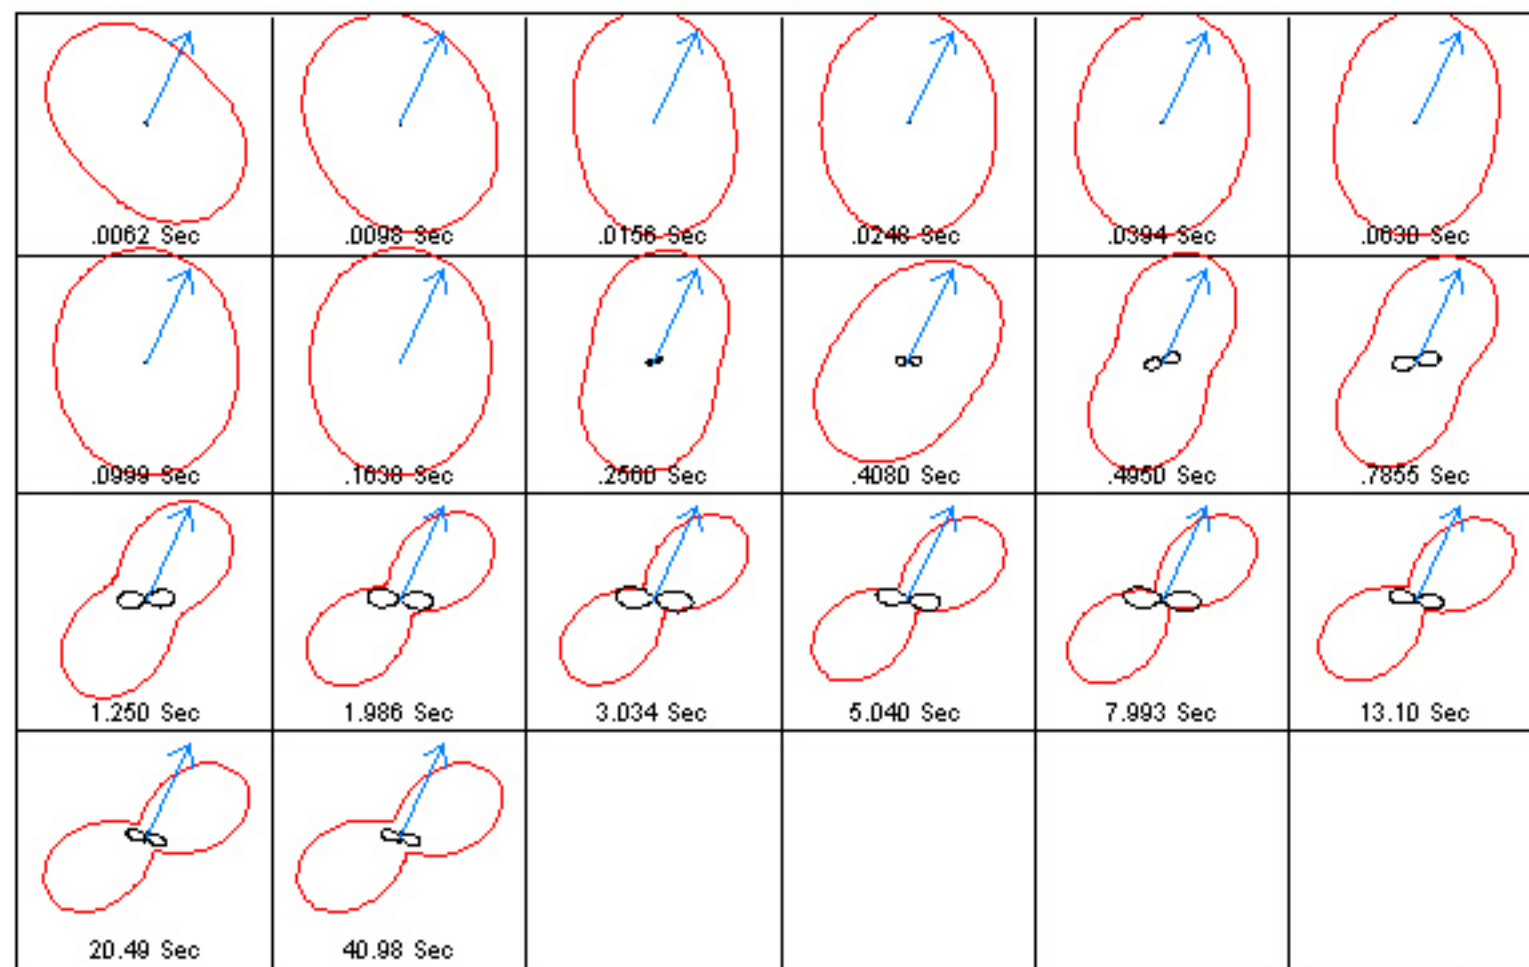 .0062 Sec
.0098 Sec
.0156 Sec
.0248 Sec
.0394 Sec
.0630 Sec
.0999 Sec
.1638 Sec
.2560 Sec
.4080 Sec
.4950 Sec
.7855 Sec
1.250 Sec
1.986 Sec
3.034 Sec
5.040 Sec
7.993 Sec
13.10 Sec
20.49 Sec
40.98 Sec